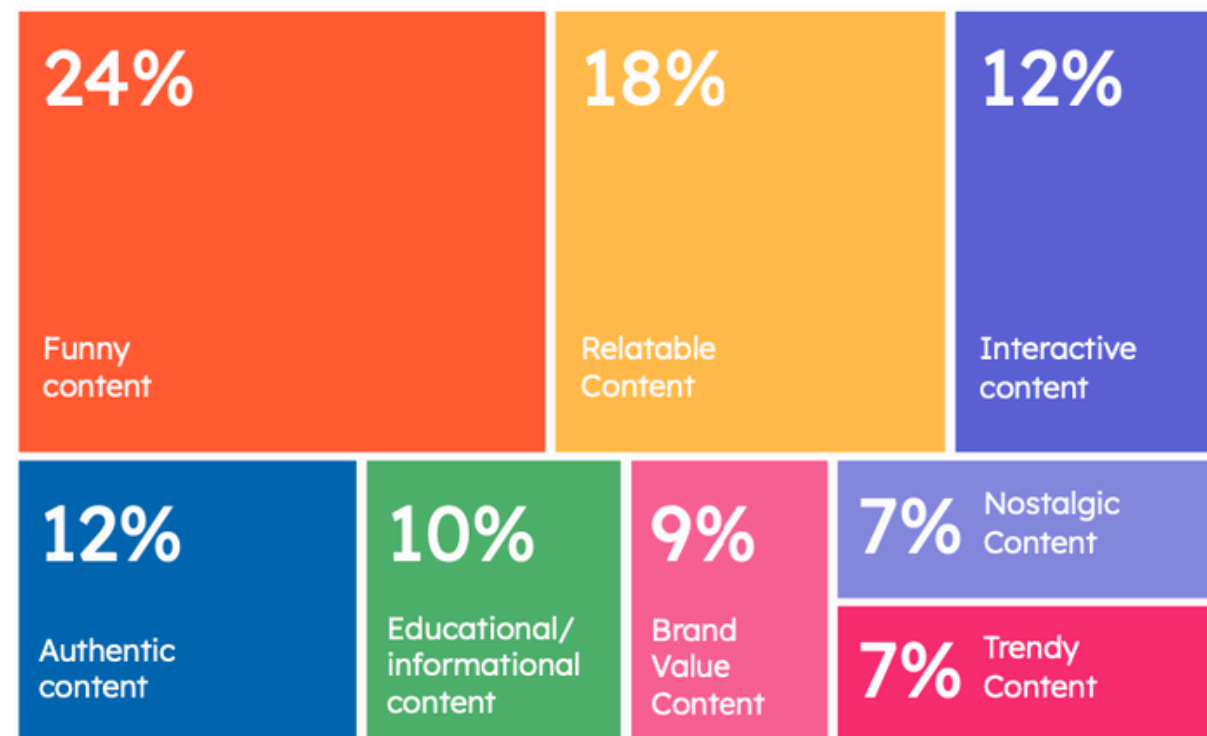 24%
Funny
content
18%
Relatable
Content
12%
Interactive
content
12%
Authentic
content
10%
Educational/
informational
content
9%
Brand
Value
Content
7%
Nostalgic
Content
7%
Trendy
Content